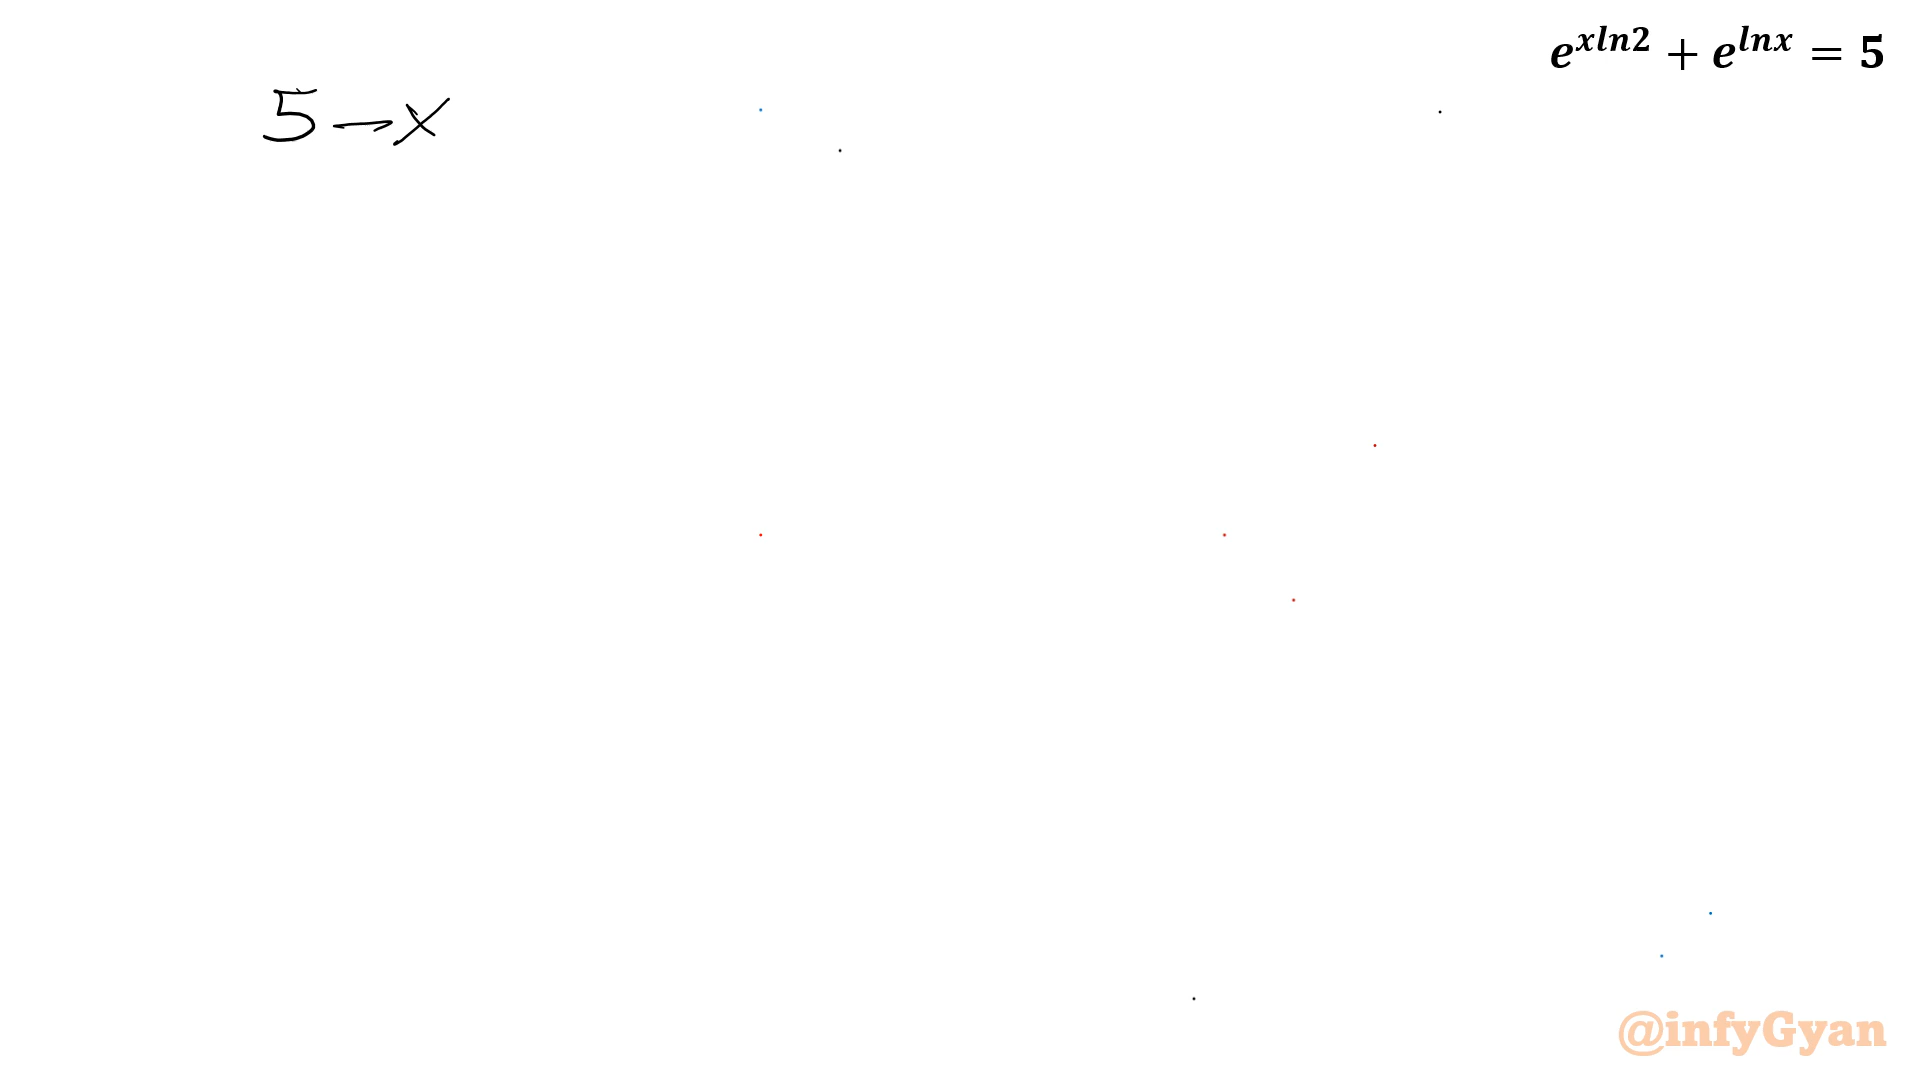 e^{xln2} + e^{lnx} = 5
5 - x
@infyGyan